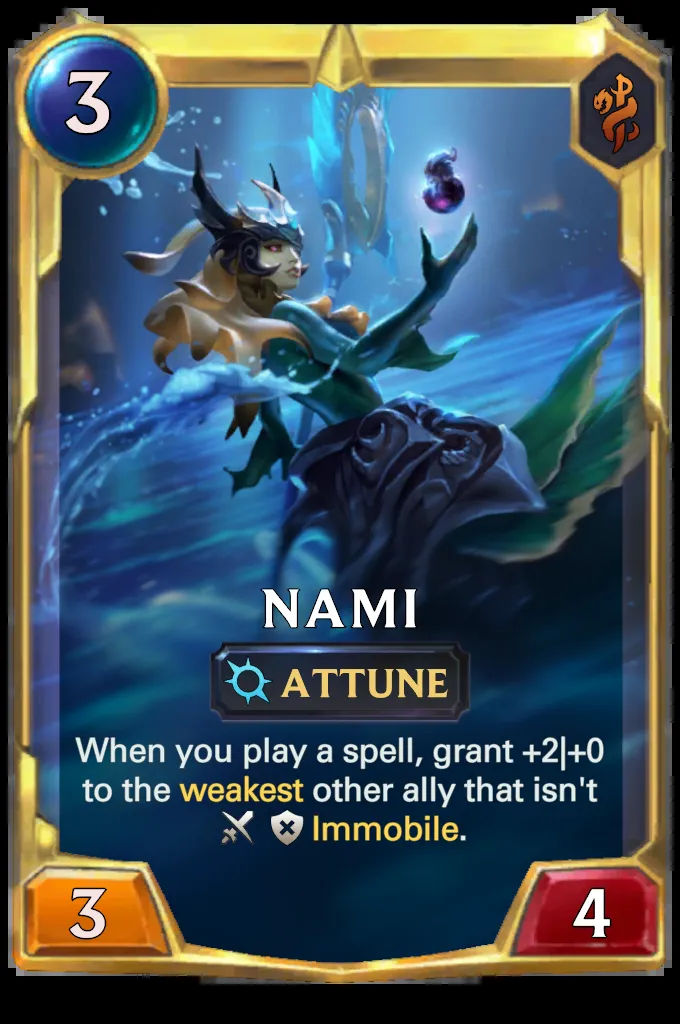 3
NAMI
ATTUNE
When you play a spell, grant +2|+0
to the weakest other ally that isn't
Immobile.
3
4